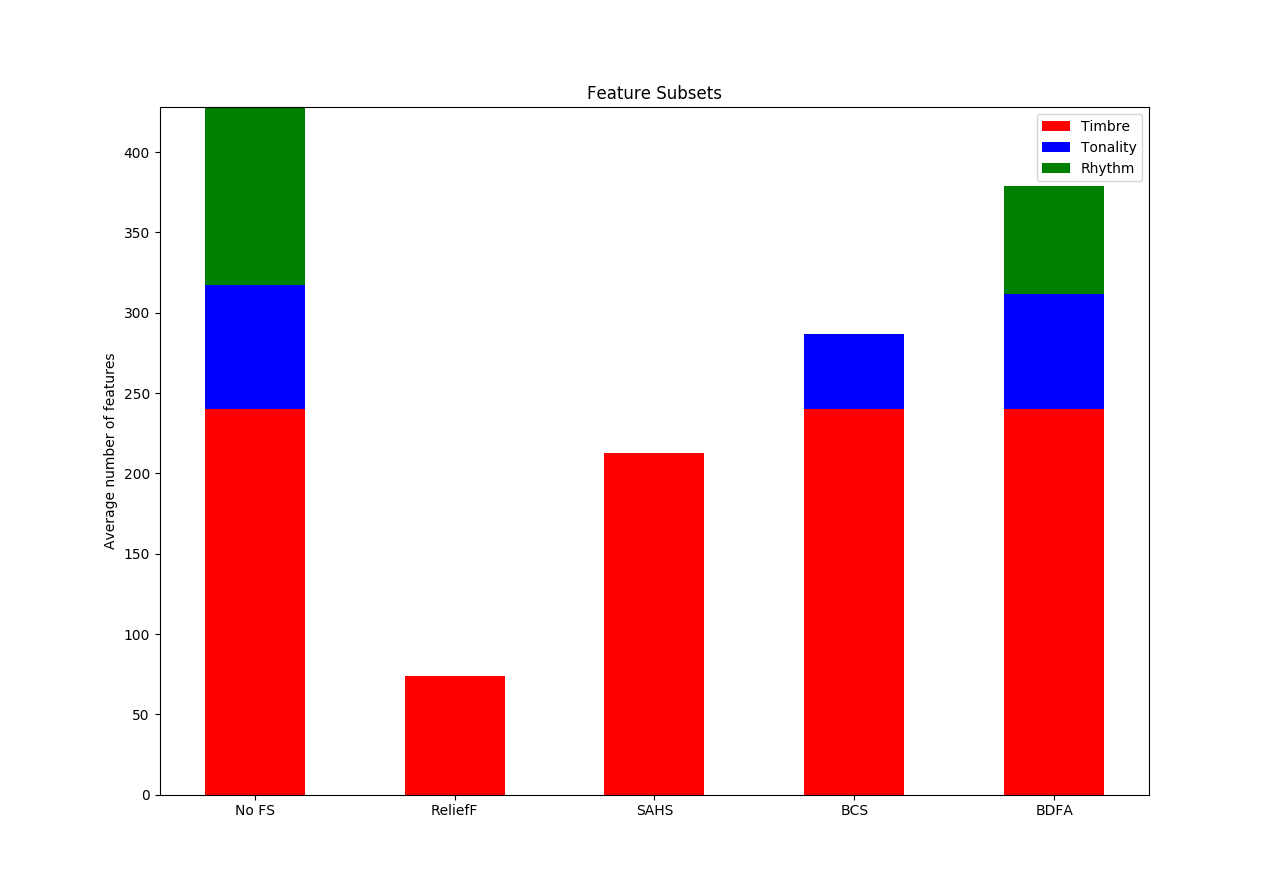 Feature Subsets
Timbre
Tonality
Rhythm
Average number of features
400
350
300
250
200
150
100
50
0
No FS ReliefF SAHS BCS BDFA